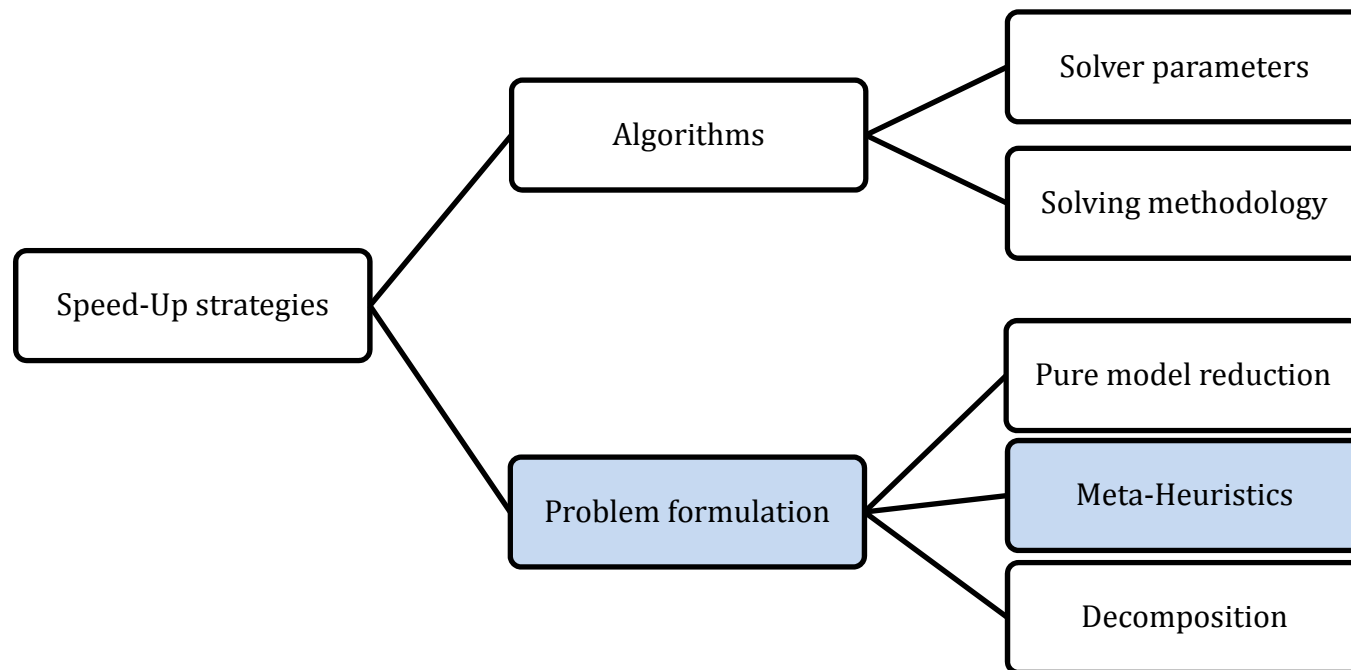 Solver parameters
Algorithms
Solving methodology
Speed-Up strategies
Pure model reduction
Problem formulation
Meta-Heuristics
Decomposition